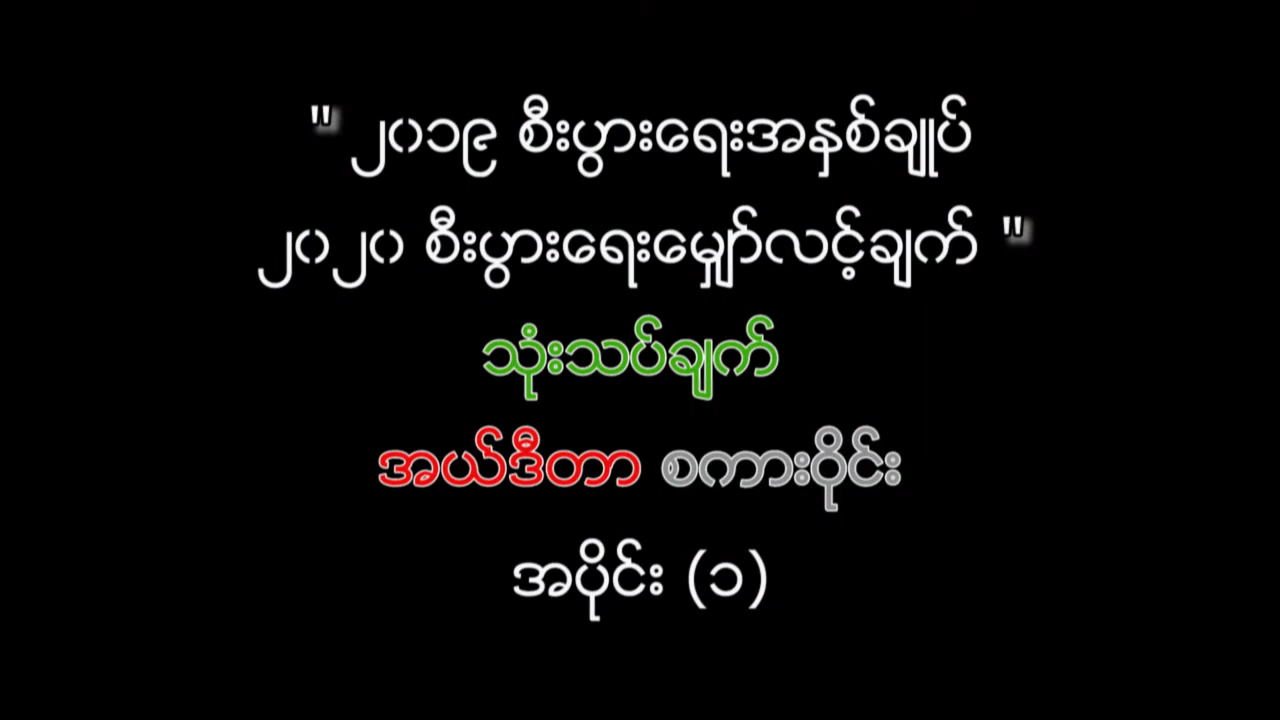 " ၂၀၁၉ စီးပွားရေးအနှစ်ချုပ်
၂၀၂၀ စီးပွားရေးမျှော်လင့်ချက် "
သုံးသပ်ချက်
အယ်ဒီတာ စကားဝိုင်း
အပိုင်း (၁)